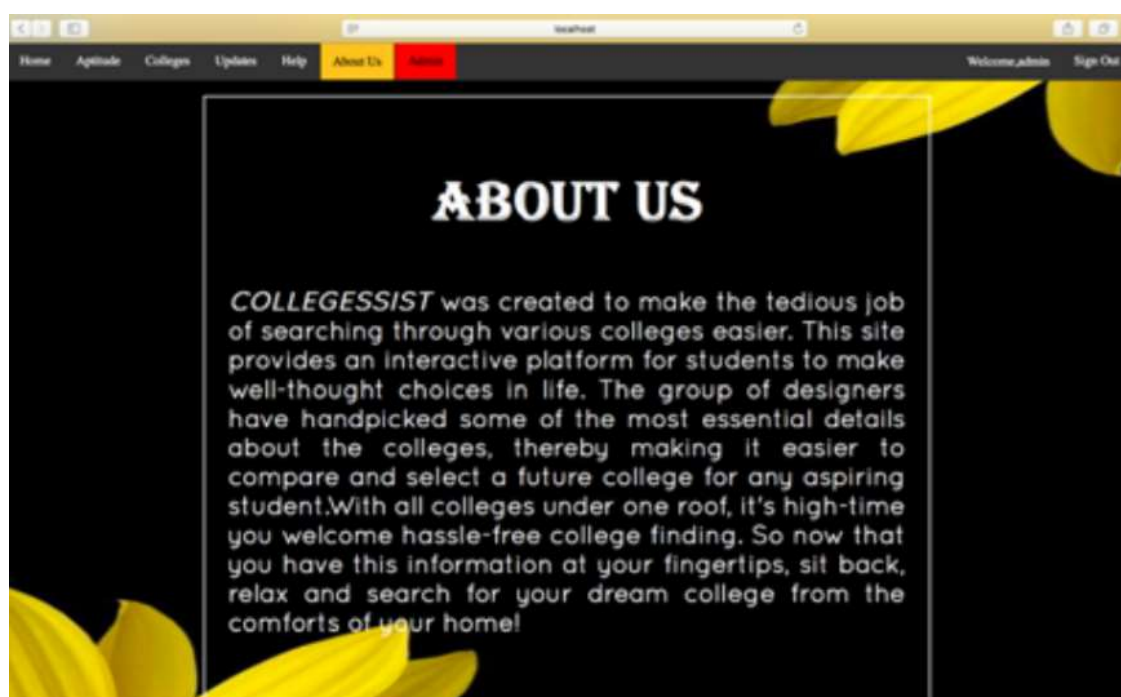 localhost
Home Aptitude Colleges Updates Help About Us Admin Welcome,admin Sign Out
ABOUT US
COLLEGESSIST was created to make the tedious job
of searching through various colleges easier. This site
provides an interactive platform for students to make
well-thought choices in life. The group of designers
have handpicked some of the most essential details
about the colleges, thereby making it easier to
compare and select a future college for any aspiring
student.With all colleges under one roof, it's high-time
you welcome hassle-free college finding. So now that
you have this information at your fingertips, sit back,
relax and search for your dream college from the
comforts of your home!